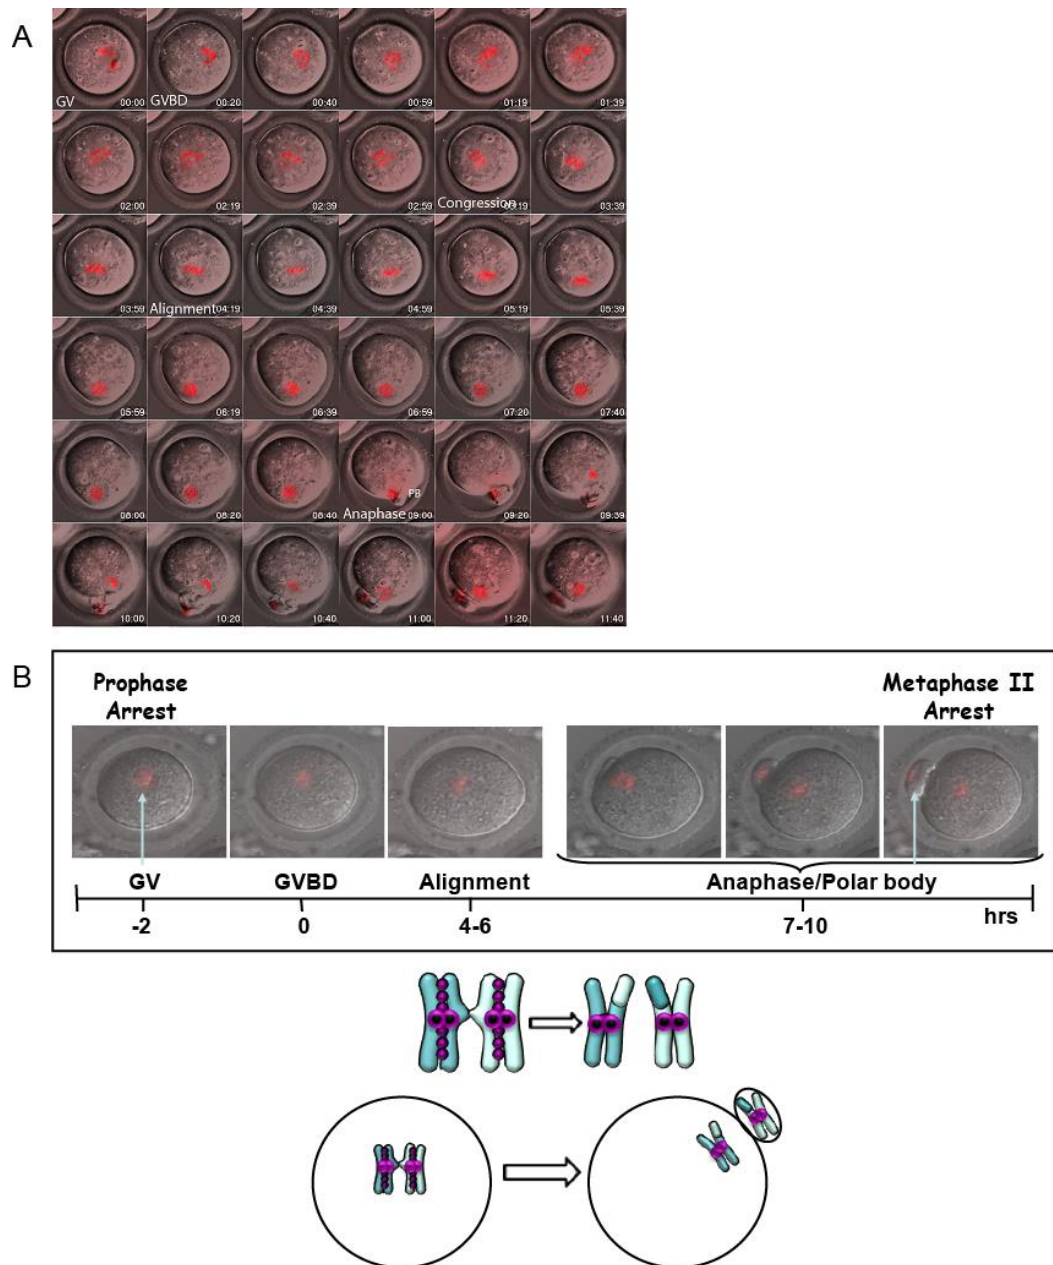 A
GV 00:00 GVBD 00:20 00:40 00:59 01:19 01:39
02:00 02:19 02:39 02:59 Congression 03:19 03:39
03:59 Alignment 04:19 04:39 04:59 05:19 05:39
05:59 06:19 06:39 06:59 07:20 07:40
08:00 08:20 08:40 PB Anaphase 09:00 09:20 09:39
10:00 10:20 10:40 11:00 11:20 11:40
B
Prophase
Arrest
Metaphase II
Arrest
GV GVBD Alignment Anaphase/Polar body
-2 0 4-6 7-10 hrs